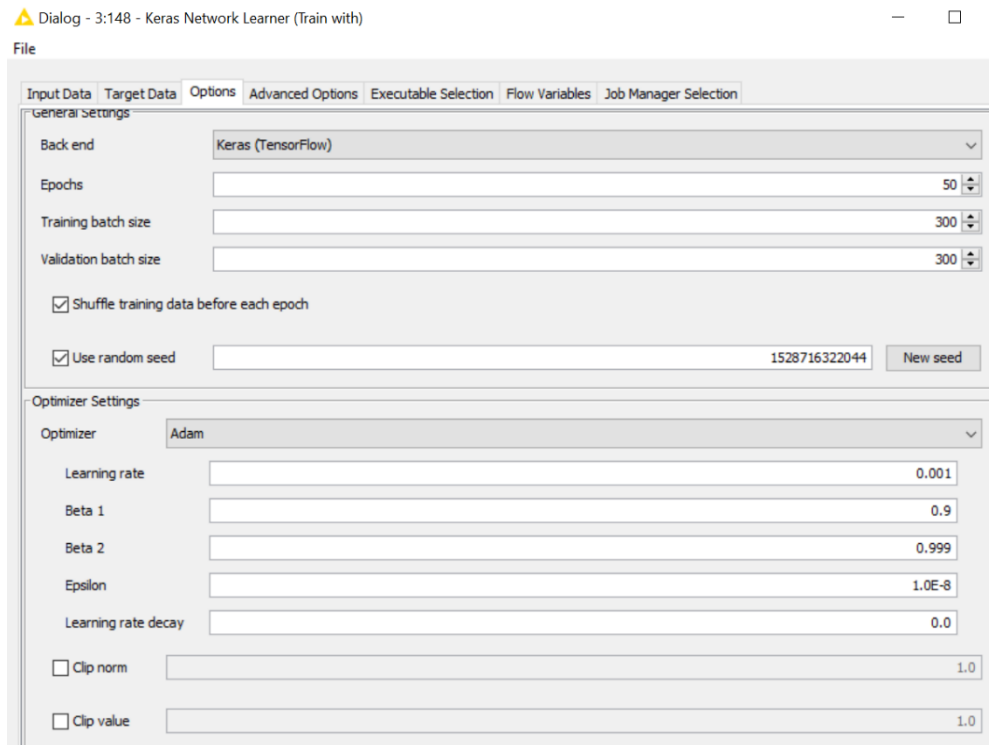 Dialog - 3:148 - Keras Network Learner (Train with)
File
Input Data Target Data Options Advanced Options Executable Selection Flow Variables Job Manager Selection
General Settings
Back end Keras (TensorFlow)
Epochs 50
Training batch size 300
Validation batch size 300
Shuffle training data before each epoch
Use random seed 1528716322044 New seed
Optimizer Settings
Optimizer Adam
Learning rate 0.001
Beta 1 0.9
Beta 2 0.999
Epsilon 1.0E-8
Learning rate decay 0.0
Clip norm 1.0
Clip value 1.0